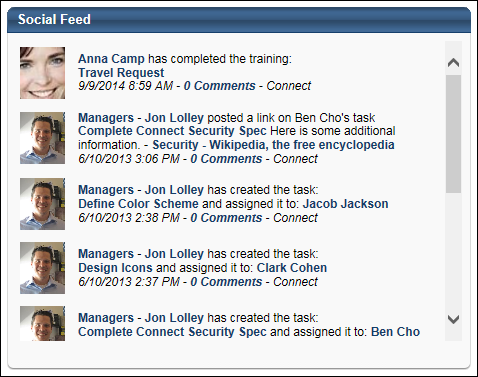 Social Feed
Anna Camp has completed the training:
Travel Request
9/9/2014 8:59 AM - 0 Comments - Connect
Managers - Jon Lolley posted a link on Ben Cho's task
Complete Connect Security Spec Here is some additional
information. - Security - Wikipedia, the free encyclopedia
6/10/2013 3:06 PM - 0 Comments - Connect
Managers - Jon Lolley has created the task:
Define Color Scheme and assigned it to: Jacob Jackson
6/10/2013 2:38 PM - 0 Comments - Connect
Managers - Jon Lolley has created the task:
Design Icons and assigned it to: Clark Cohen
6/10/2013 2:37 PM - 0 Comments - Connect
Managers - Jon Lolley has created the task:
Complete Connect Security Spec and assigned it to: Ben Cho